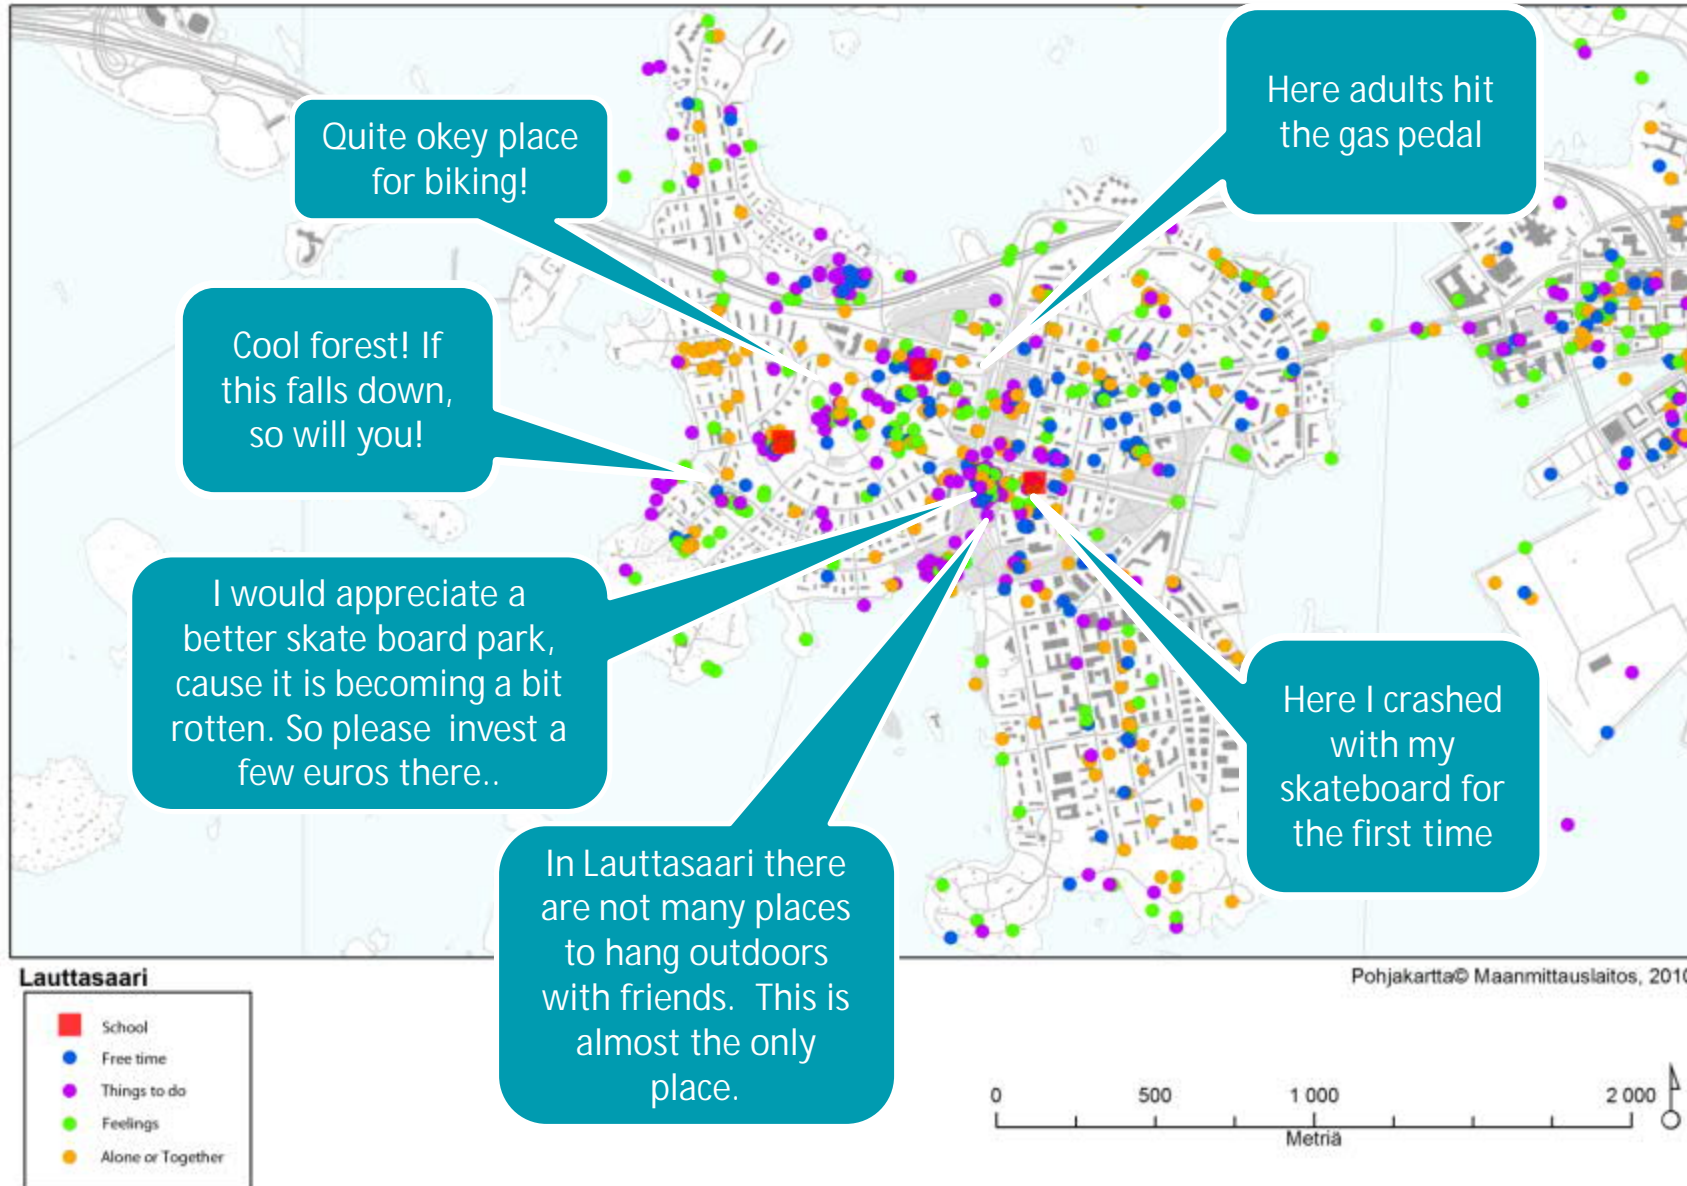 Quite okey place
for biking!
Here adults hit
the gas pedal
Cool forest! If
this falls down,
so will you!
I would appreciate a
better skate board park,
cause it is becoming a bit
rotten. So please invest a
few euros there..
Here I crashed
with my
skateboard for
the first time
In Lauttasaari there
are not many places
to hang outdoors
with friends. This is
almost the only
place.
Lauttasaari
Pohjakartta© Maanmittauslaitos, 2010
School
Free time
Things to do
Feelings
Alone or Together
0 500 1 000 2 000
Metriä